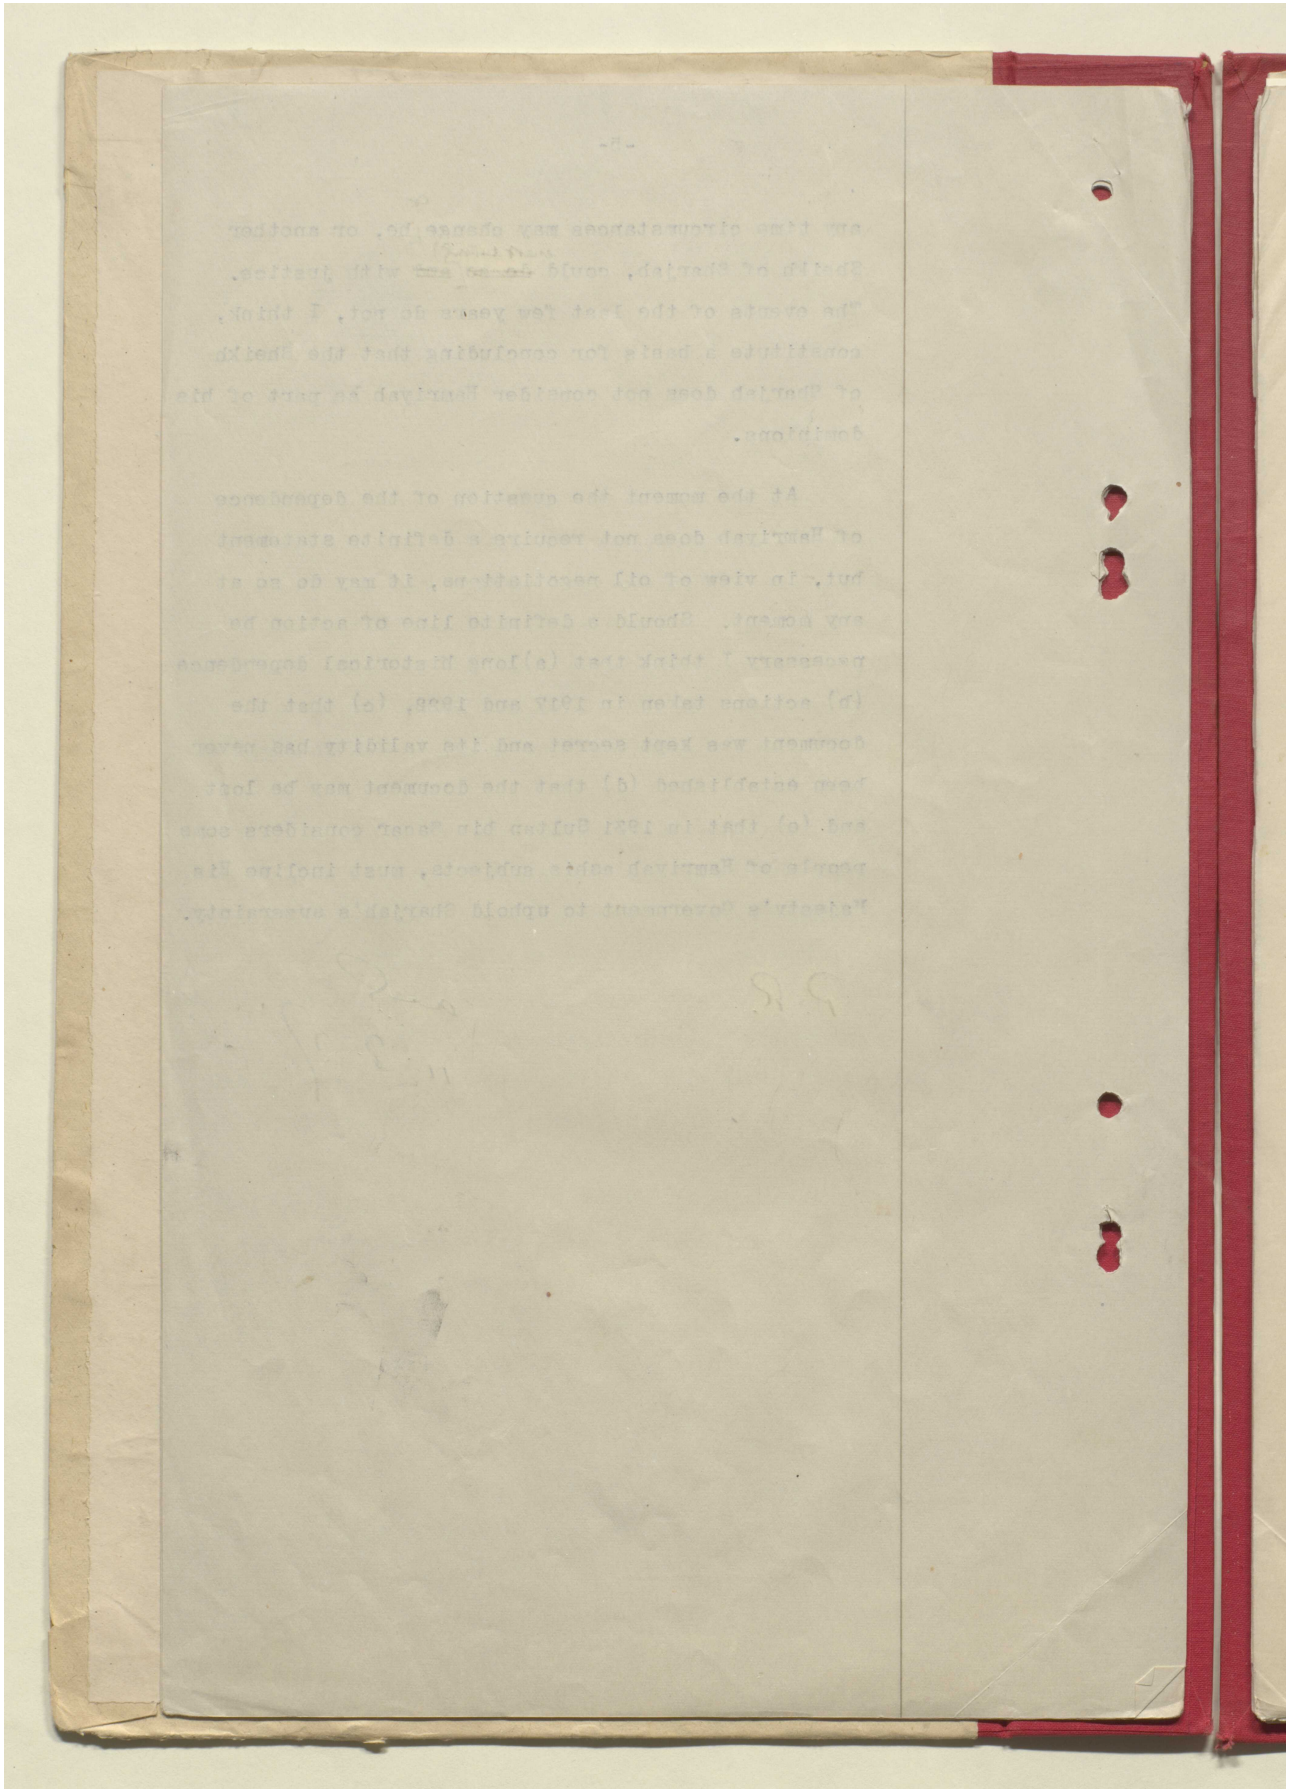 -5-
any time circumstances may change he, or another
Sheikh of Sharjah, could do so and with justice.
The events of the last few years do not, I think,
constitute a basis for concluding that the Sheikh
of Sharjah does not consider Hamriyah as part of his
dominions.
At the moment the question of the dependence
of Hamriyah does not require a definite statement
but, in view of oil negotiations, it may do so at
any moment. Should a definite line of action be
necessary I think that (a) long historical dependence
(b) actions taken in 1917 and 1922, (c) that the
document was kept secret and its validity has never
been established (d) that the document may be lost
and (e) that in 1931 Sultan bin Saqar considers some
people of Hamriyah as his subjects, must incline His
Majesty's Government to uphold Sharjah's suzerainty.